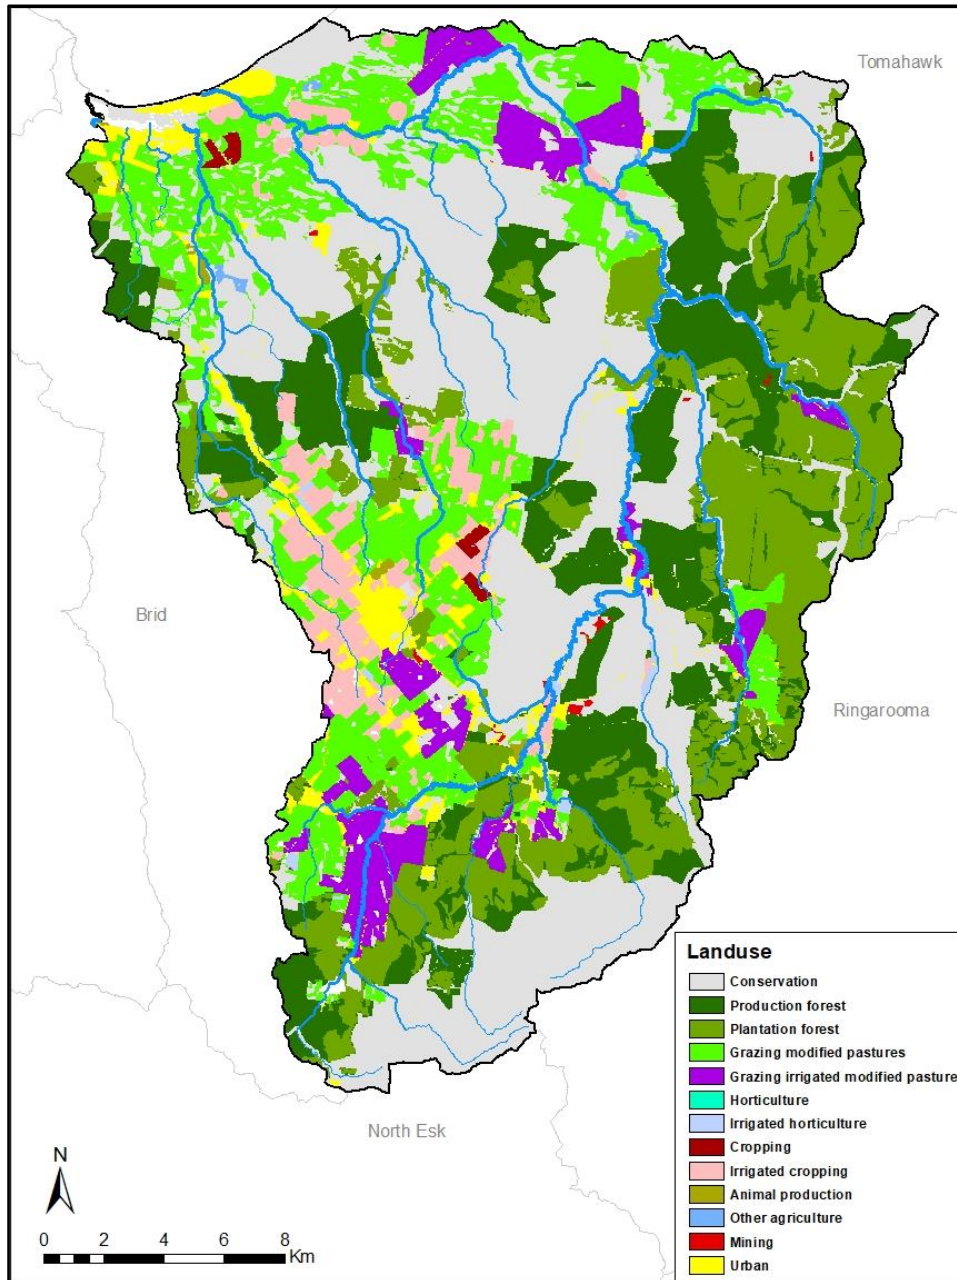 Tomahawk
Brid
Ringarooma
North Esk
N
0 2 4 6 8
Km
Landuse
Conservation
Production forest
Plantation forest
Grazing modified pastures
Grazing irrigated modified pasture
Horticulture
Irrigated horticulture
Cropping
Irrigated cropping
Animal production
Other agriculture
Mining
Urban